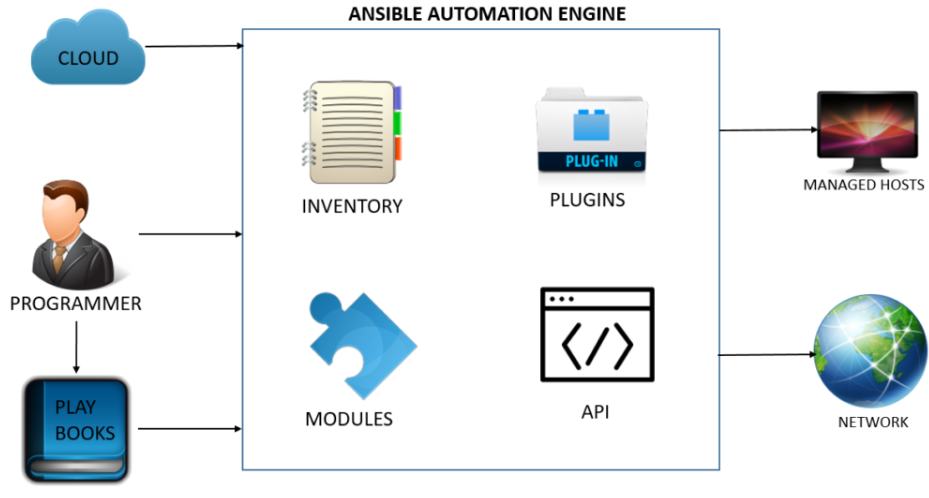 ANSIBLE AUTOMATION ENGINE
CLOUD
INVENTORY
PLUG-IN
PLUGINS
MANAGED HOSTS
PROGRAMMER
PLAY
BOOKS
MODULES
</>
API
NETWORK